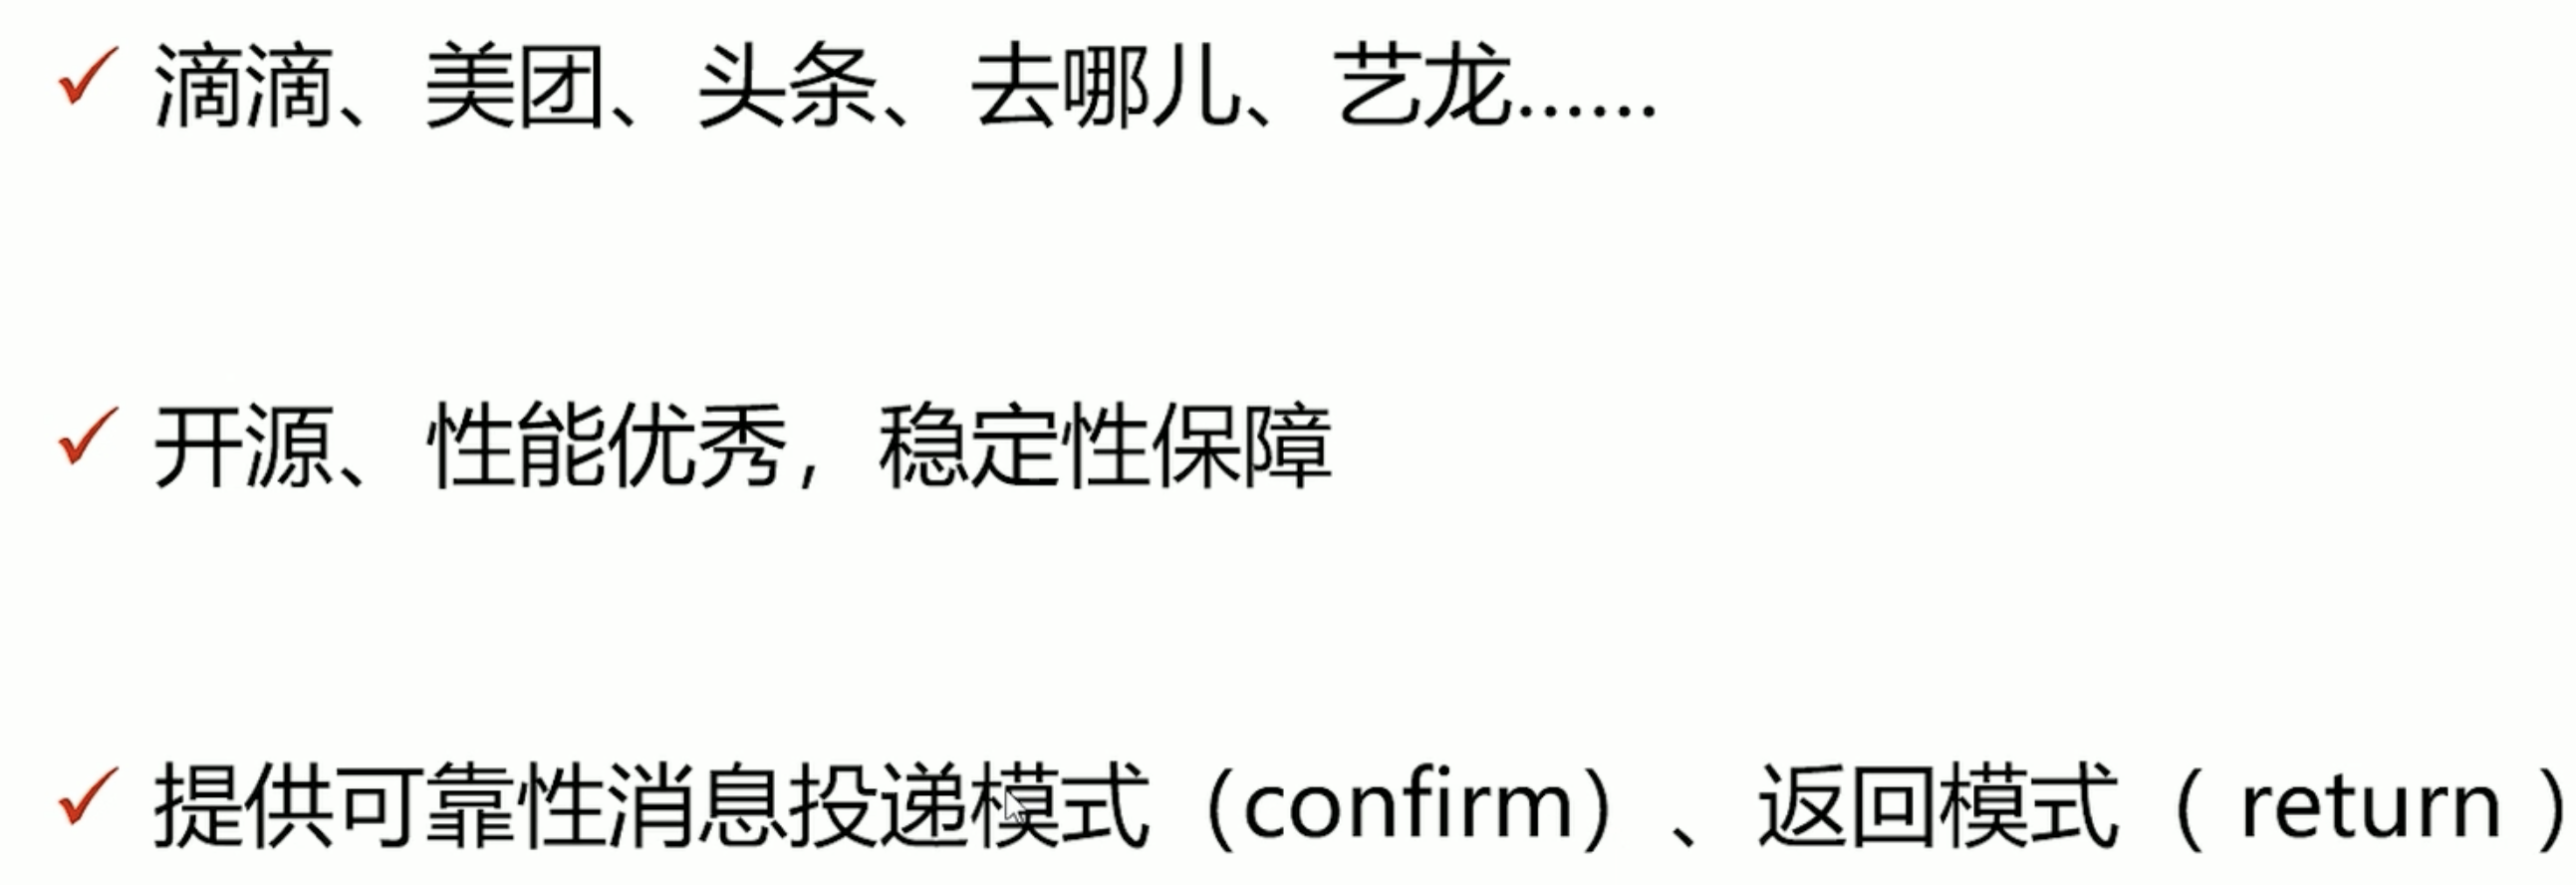 滴滴、美团、头条、去哪儿、艺龙……
开源、性能优秀，稳定性保障
提供可靠性消息投递模式（confirm）、返回模式（ return ）